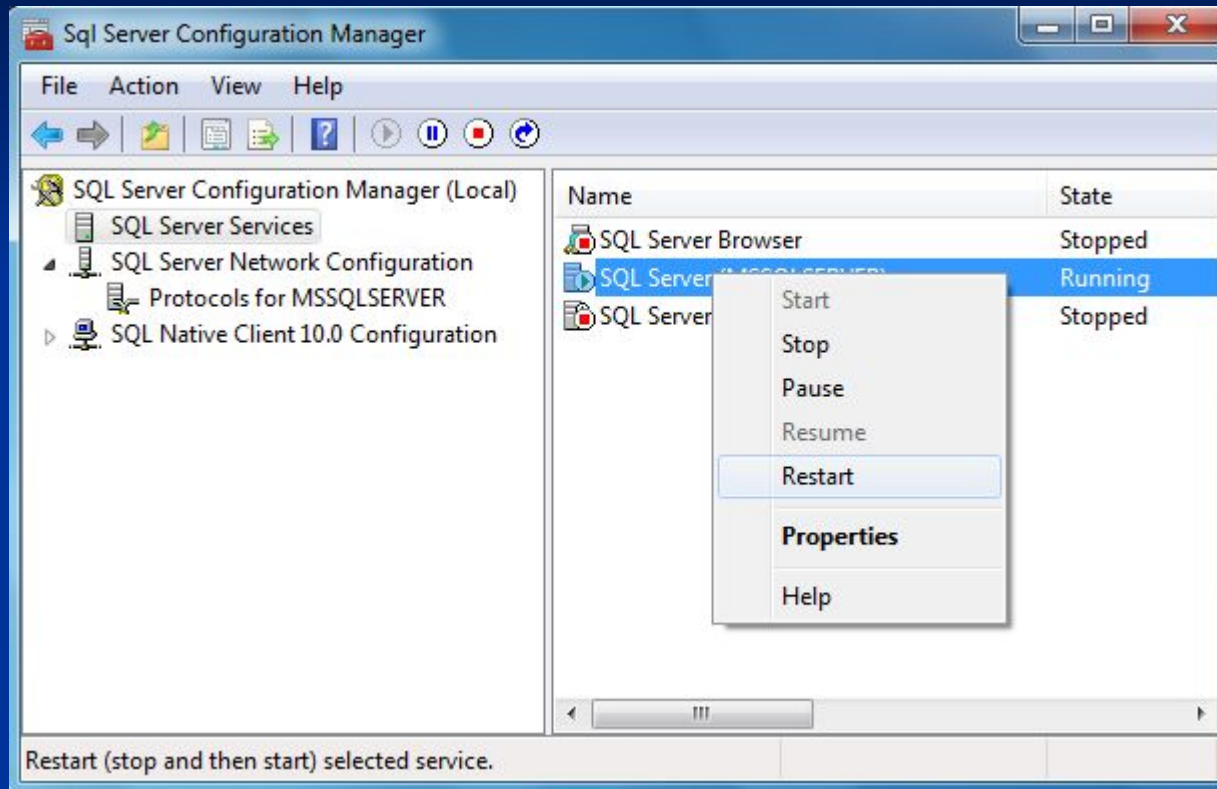 Sql Server Configuration Manager
File Action View Help
SQL Server Configuration Manager (Local)
SQL Server Services
SQL Server Network Configuration
Protocols for MSSQLSERVER
SQL Native Client 10.0 Configuration
Name State
SQL Server Browser Stopped
SQL Server (MSSQLSERVER) Running
SQL Server Stopped
Start
Stop
Pause
Resume
Restart
Properties
Help
Restart (stop and then start) selected service.